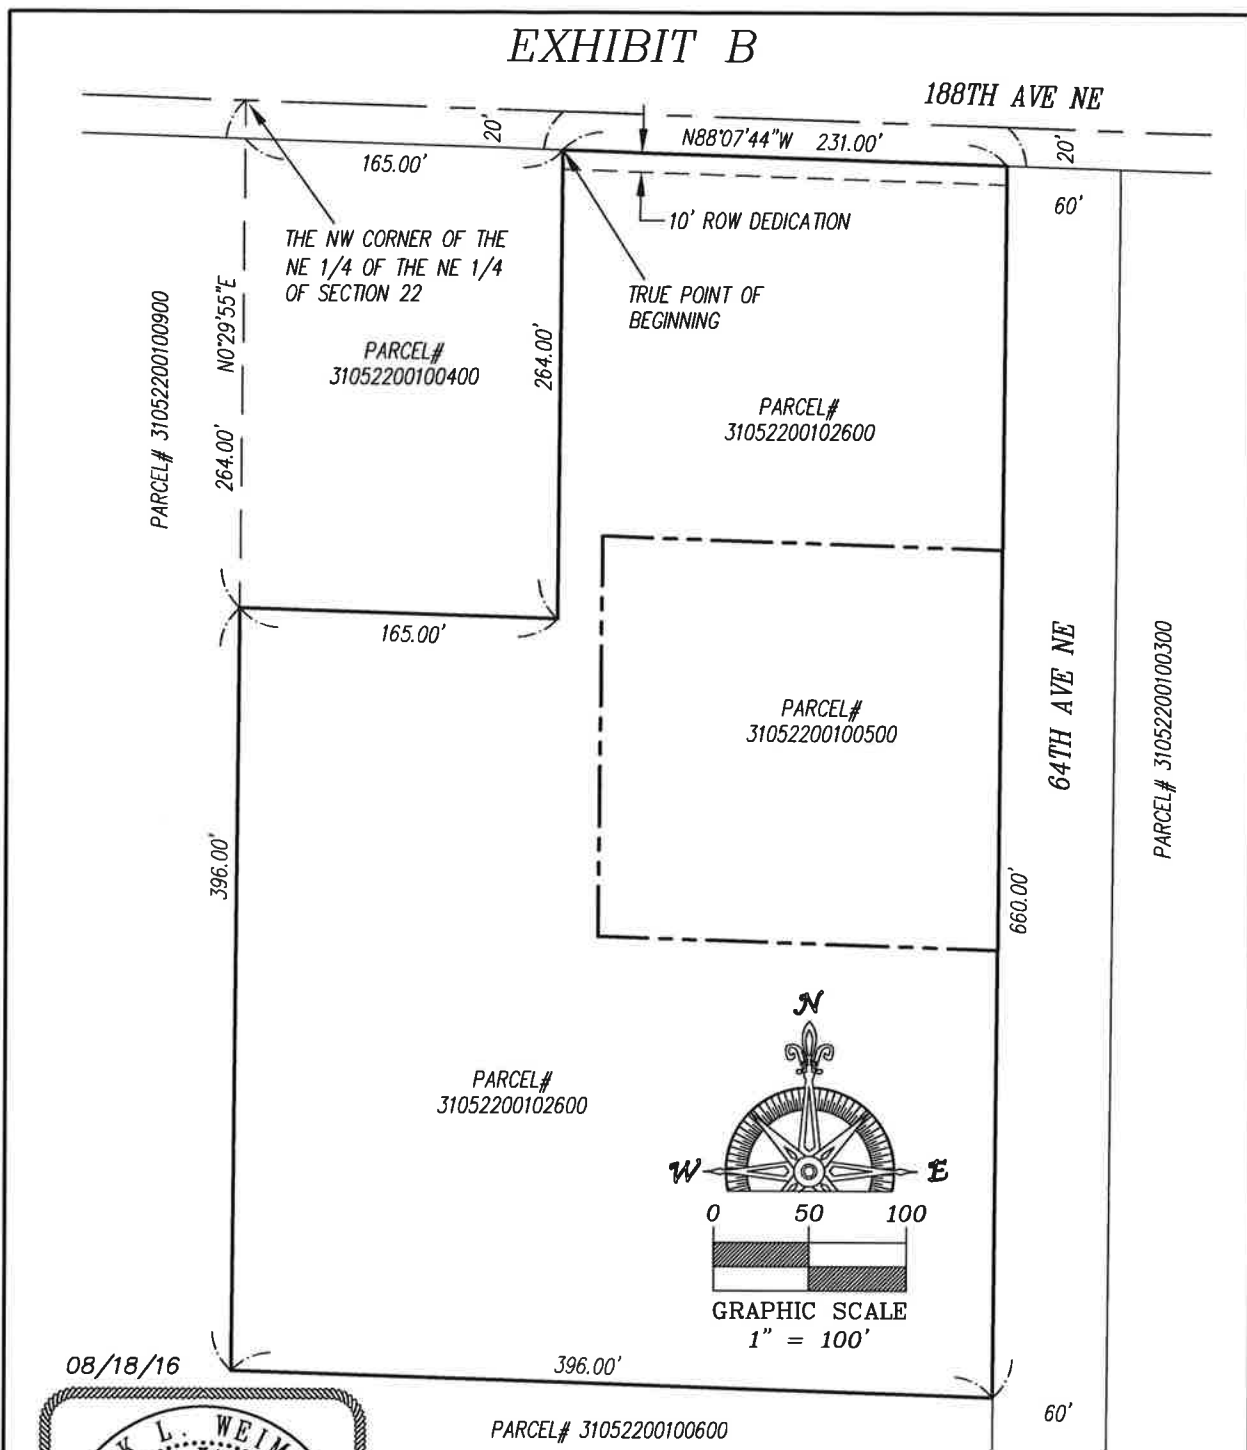 EXHIBIT B
188TH AVE NE
20'
N88°07'44"W 231.00'
20'
165.00'
60'
10' ROW DEDICATION
THE NW CORNER OF THE
NE 1/4 OF THE NE 1/4
OF SECTION 22
TRUE POINT OF
BEGINNING
PARCEL# 31052200100900
N0°29'55"E
264.00'
PARCEL#
31052200100400
264.00'
PARCEL#
31052200102600
165.00'
PARCEL#
31052200100500
64TH AVE NE
PARCEL# 31052200100300
396.00'
660.00'
N
W
E
PARCEL#
31052200102600
0 50 100
GRAPHIC SCALE
1" = 100'
08/18/16
396.00'
60'
PARCEL# 31052200100600
K L. WEIM